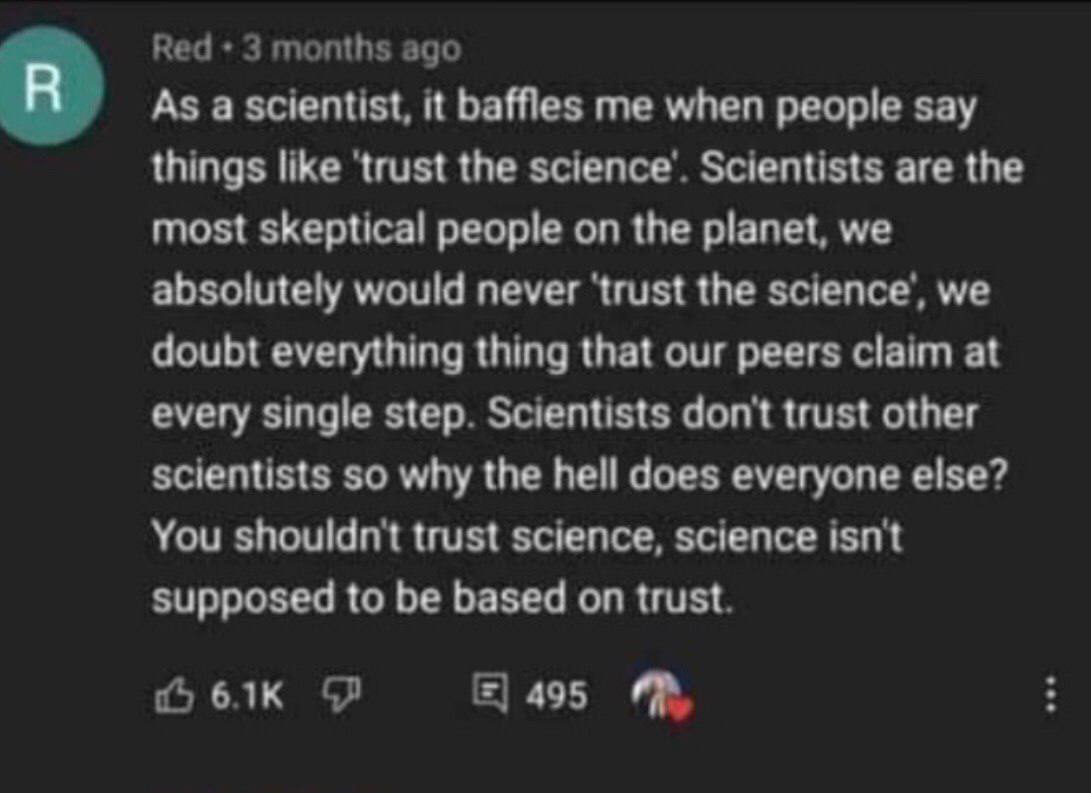 R
Red • 3 months ago
As a scientist, it baffles me when people say
things like 'trust the science'. Scientists are the
most skeptical people on the planet, we
absolutely would never 'trust the science', we
doubt everything thing that our peers claim at
every single step. Scientists don't trust other
scientists so why the hell does everyone else?
You shouldn't trust science, science isn't
supposed to be based on trust.
6.1K 495